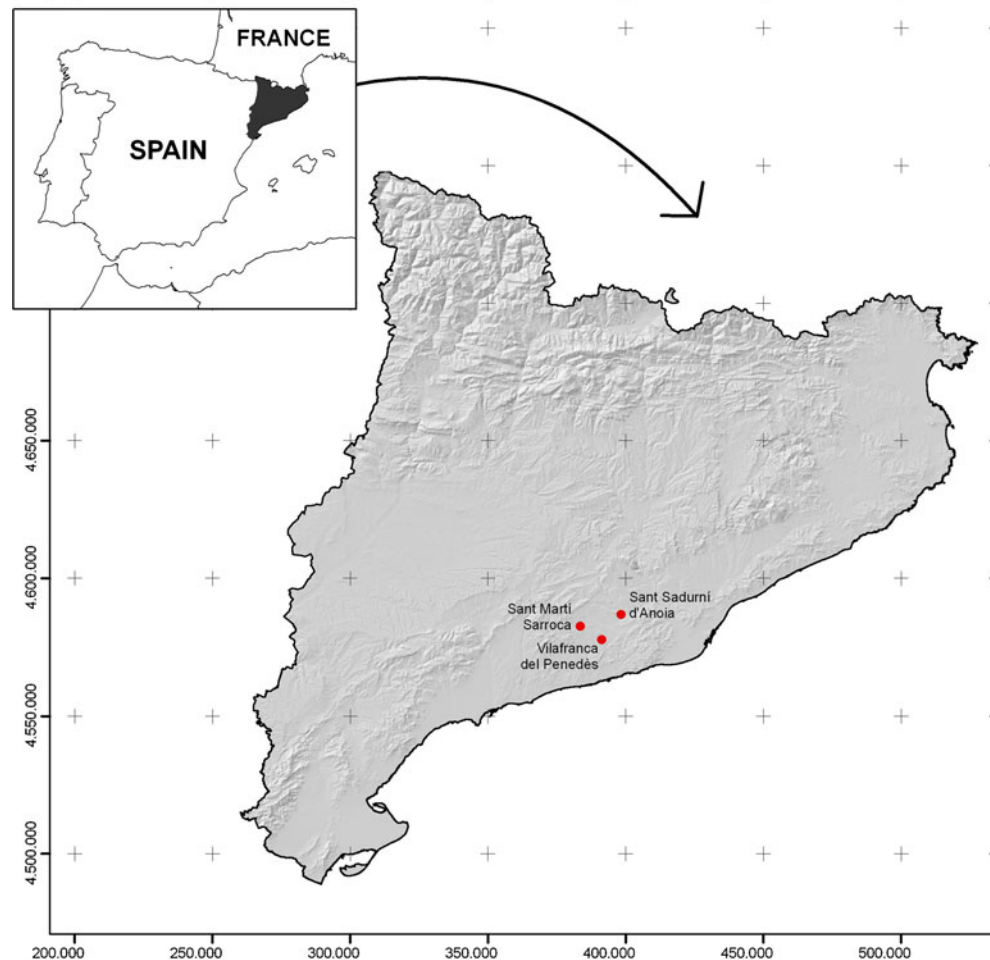 FRANCE
SPAIN
4.650.000
4.600.000
4.550.000
4.500.000
Sant Sadurní
d'Anoia
Sant Martí
Sarroca
Vilafranca
del Penedès
200.000
250.000
300.000
350.000
400.000
450.000
500.000